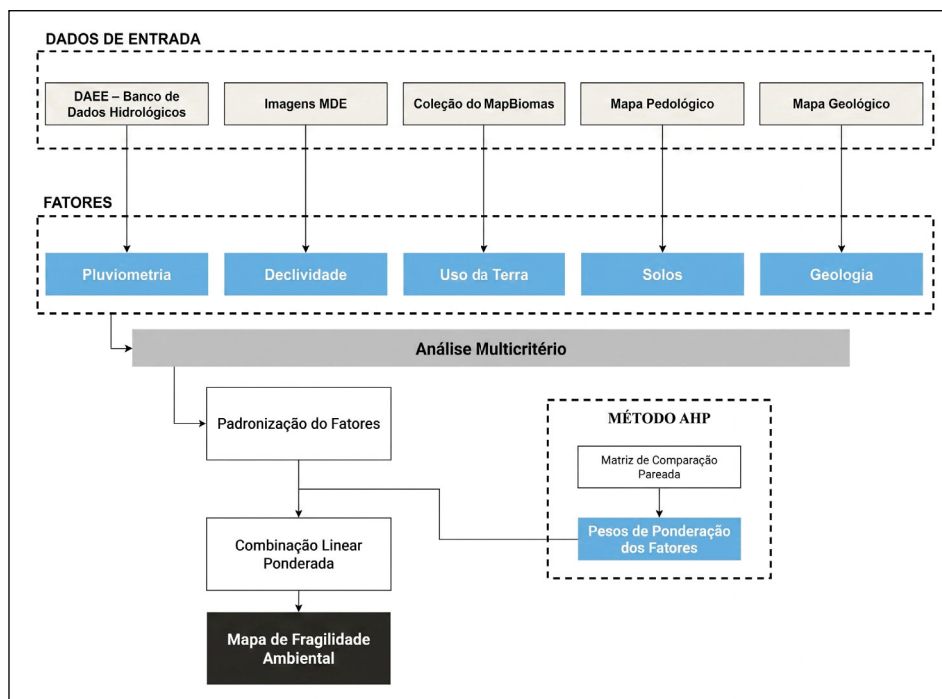 DADOS DE ENTRADA
DAEE – Banco de
Dados Hidrológicos
Imagens MDE
Coleção do MapBiomas
Mapa Pedológico
Mapa Geológico
FATORES
Pluviometria
Declividade
Uso da Terra
Solos
Geologia
Análise Multicritério
Padronização do Fatores
MÉTODO AHP
Matriz de Comparação
Pareada
Pesos de Ponderação
dos Fatores
Combinação Linear
Ponderada
Mapa de Fragilidade
Ambiental